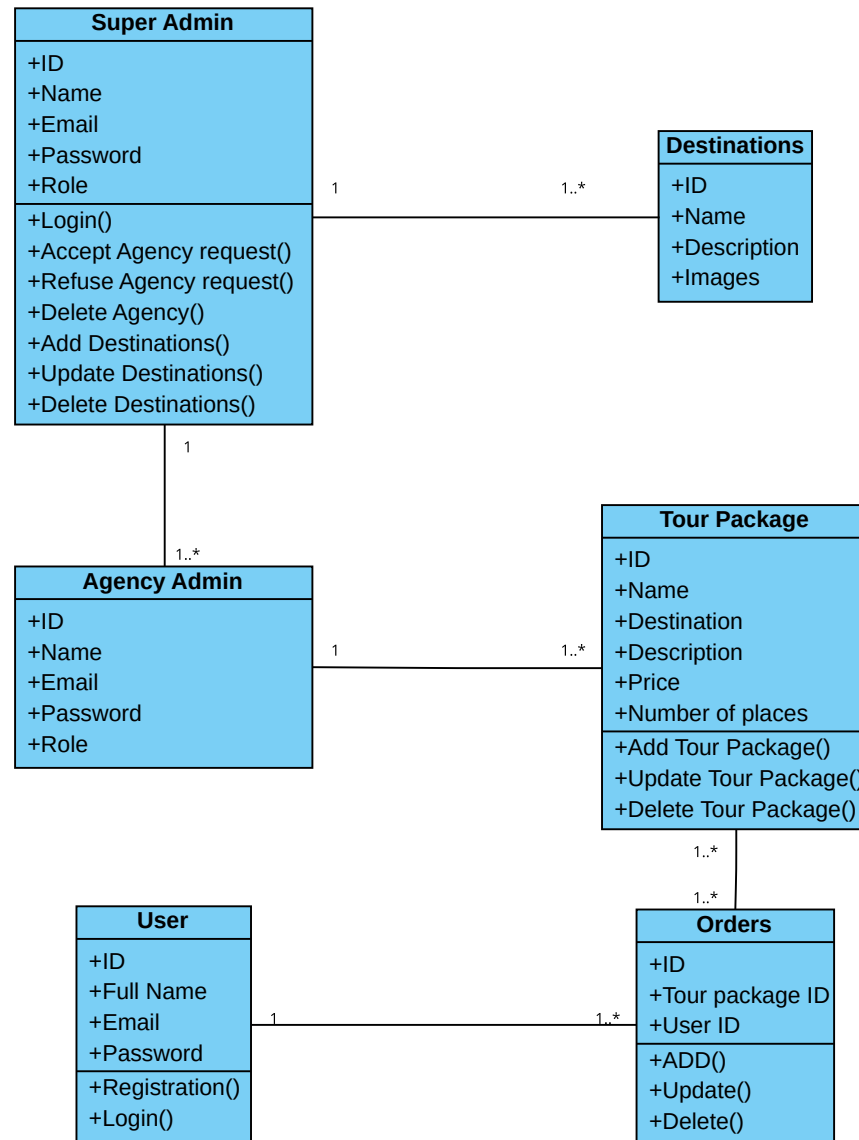 Super Admin
+ID
+Name
+Email
+Password
+Role
+Login()
+Accept Agency request()
+Refuse Agency request()
+Delete Agency()
+Add Destinations()
+Update Destinations()
+Delete Destinations()
1
1..*
Destinations
+ID
+Name
+Description
+Images
1
1..*
Agency Admin
+ID
+Name
+Email
+Password
+Role
1
1..*
Tour Package
+ID
+Name
+Destination
+Description
+Price
+Number of places
+Add Tour Package()
+Update Tour Package()
+Delete Tour Package()
1..*
1..*
User
+ID
+Full Name
+Email
+Password
+Registration()
+Login()
1
1..*
Orders
+ID
+Tour package ID
+User ID
+ADD()
+Update()
+Delete()